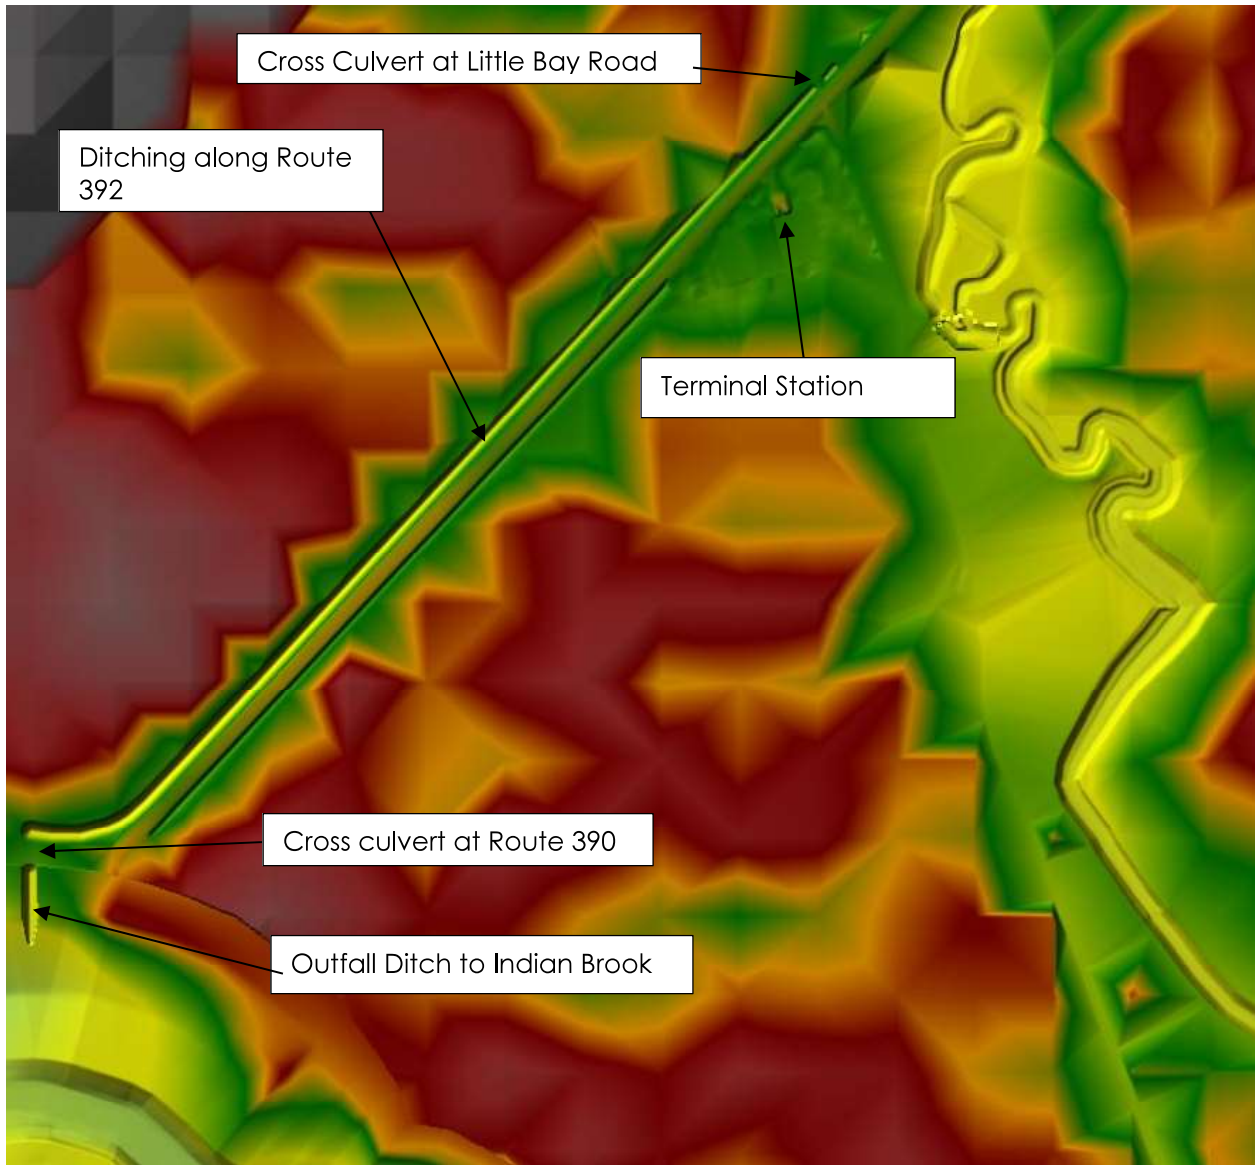 Cross Culvert at Little Bay Road
Ditching along Route
392
Terminal Station
Cross culvert at Route 390
Outfall Ditch to Indian Brook